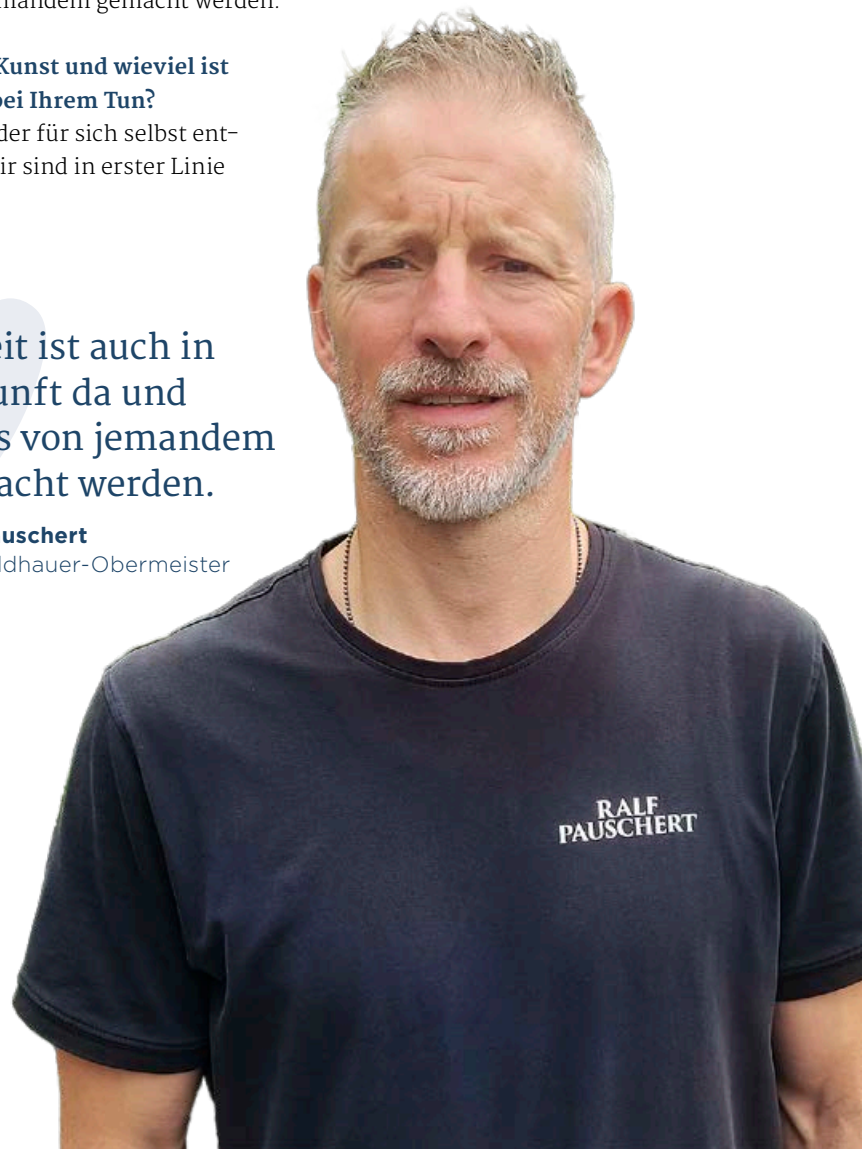 emandem gemacht werden.
Kunst und wieviel ist
bei Ihrem Tun?
der für sich selbst ent-
ir sind in erster Linie
eit ist auch in
unft da und
s von jemandem
acht werden.
uschert
ldhauer-Obermeister
RALF
PAUSCHERT